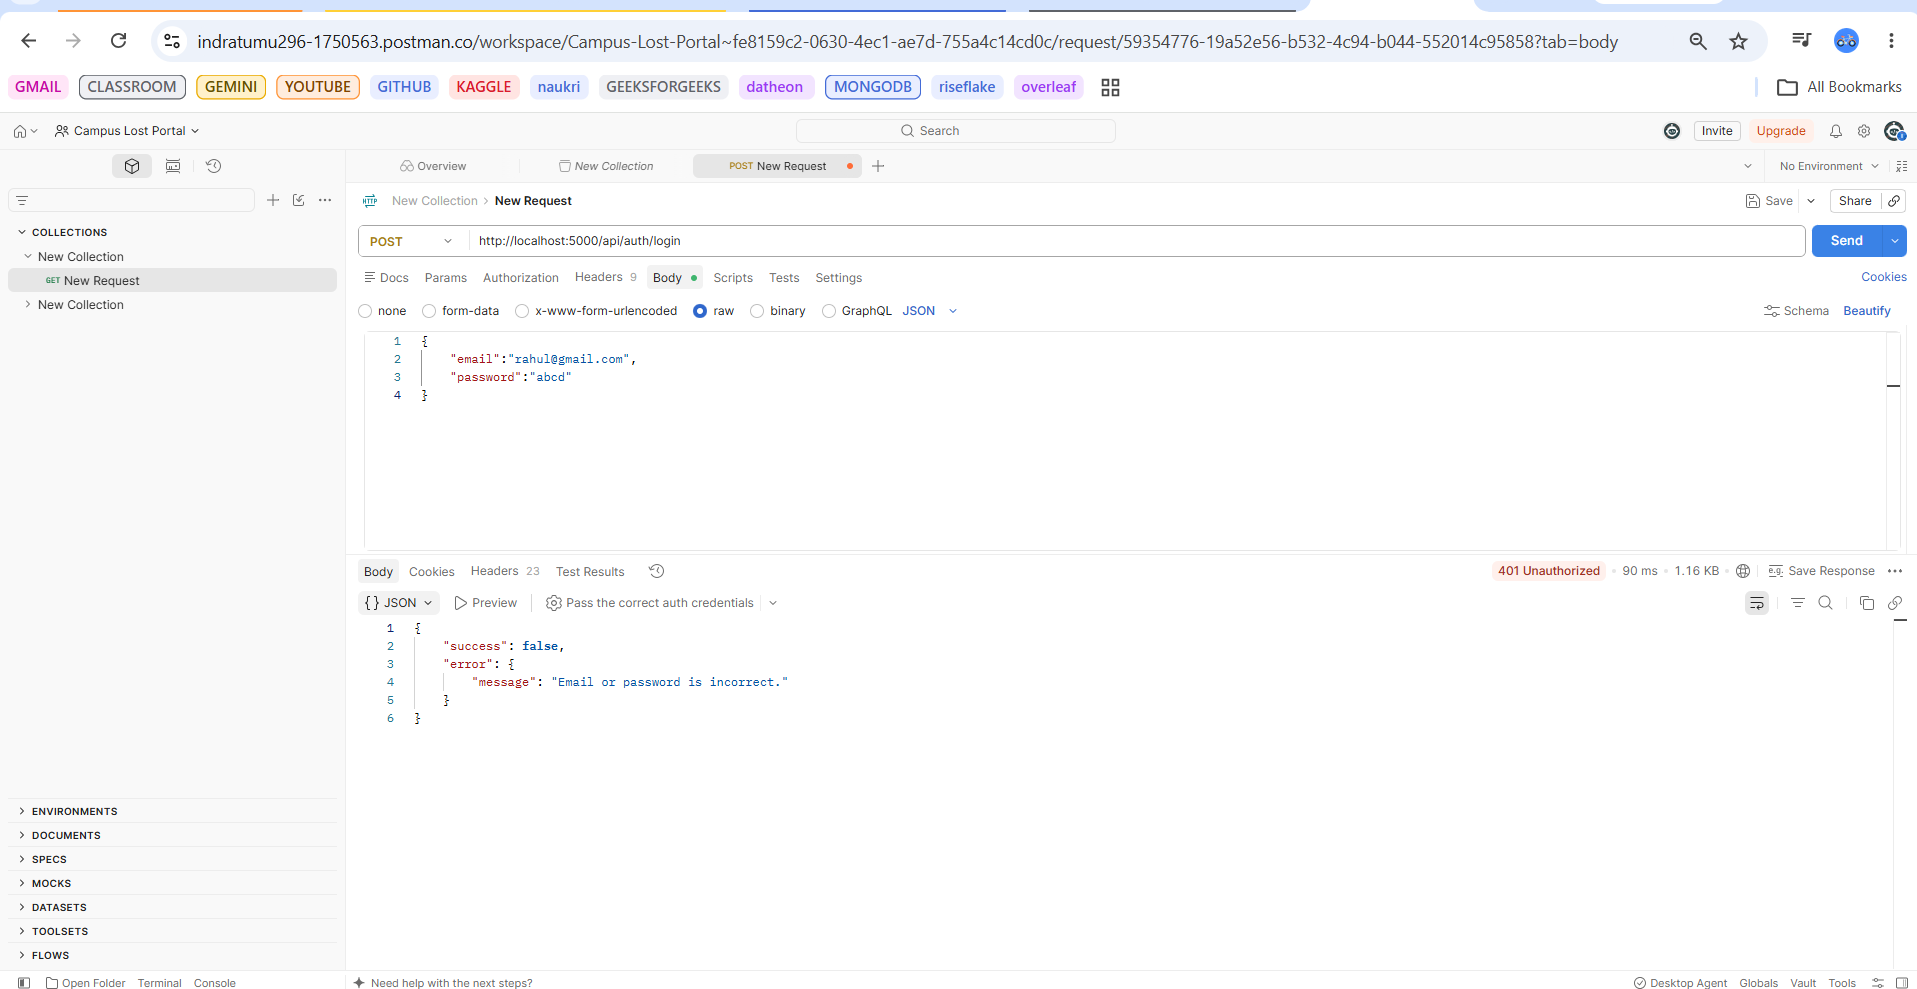 indratumu296-1750563.postman.co/workspace/Campus-Lost-Portal~fe8159c2-0630-4ec1-ae7d-755a4c14cd0c/request/59354776-19a52e56-b532-4c94-b044-552014c95858?tab=body
GMAIL CLASSROOM GEMINI YOUTUBE GITHUB KAGGLE naukri GEEKSFORGEEKS datheon MONGODB riseflake overleaf All Bookmarks
Campus Lost Portal Search Invite Upgrade
Overview New Collection POST New Request No Environment
New Collection > New Request Save Share
COLLECTIONS
New Collection
GET New Request
New Collection
POST http://localhost:5000/api/auth/login Send
Docs Params Authorization Headers 9 Body Scripts Tests Settings Cookies
none form-data x-www-form-urlencoded raw binary GraphQL JSON Schema Beautify
1 {
2 "email":"rahul@gmail.com",
3 "password":"abcd"
4 }
Body Cookies Headers 23 Test Results 401 Unauthorized • 90 ms • 1.16 KB • e.g. Save Response
{} JSON Preview Pass the correct auth credentials
1 {
2 "success": false,
3 "error": {
4 "message": "Email or password is incorrect."
5 }
6 }
ENVIRONMENTS
DOCUMENTS
SPECS
MOCKS
DATASETS
TOOLSETS
FLOWS
Open Folder Terminal Console Need help with the next steps? Desktop Agent Globals Vault Tools